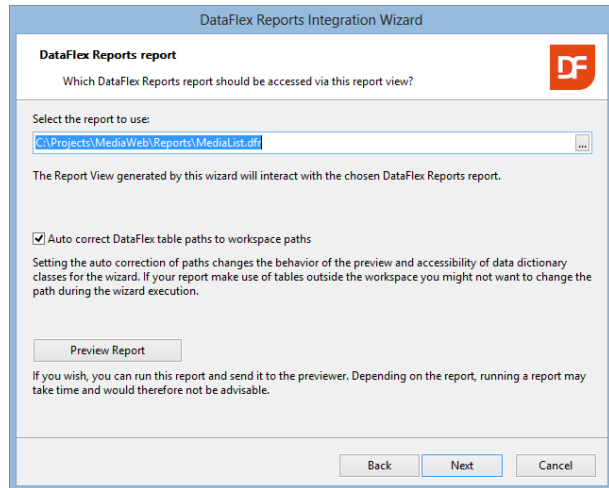 DataFlex Reports Integration Wizard
DataFlex Reports report
Which DataFlex Reports report should be accessed via this report view?
DF
Select the report to use:
C:\Projects\MediaWeb\Reports\MediaList.dfr
...
The Report View generated by this wizard will interact with the chosen DataFlex Reports report.
Auto correct DataFlex table paths to workspace paths
Setting the auto correction of paths changes the behavior of the preview and accessibility of data dictionary
classes for the wizard. If your report make use of tables outside the workspace you might not want to change the
path during the wizard execution.
Preview Report
If you wish, you can run this report and send it to the previewer. Depending on the report, running a report may
take time and would therefore not be advisable.
Back Next Cancel